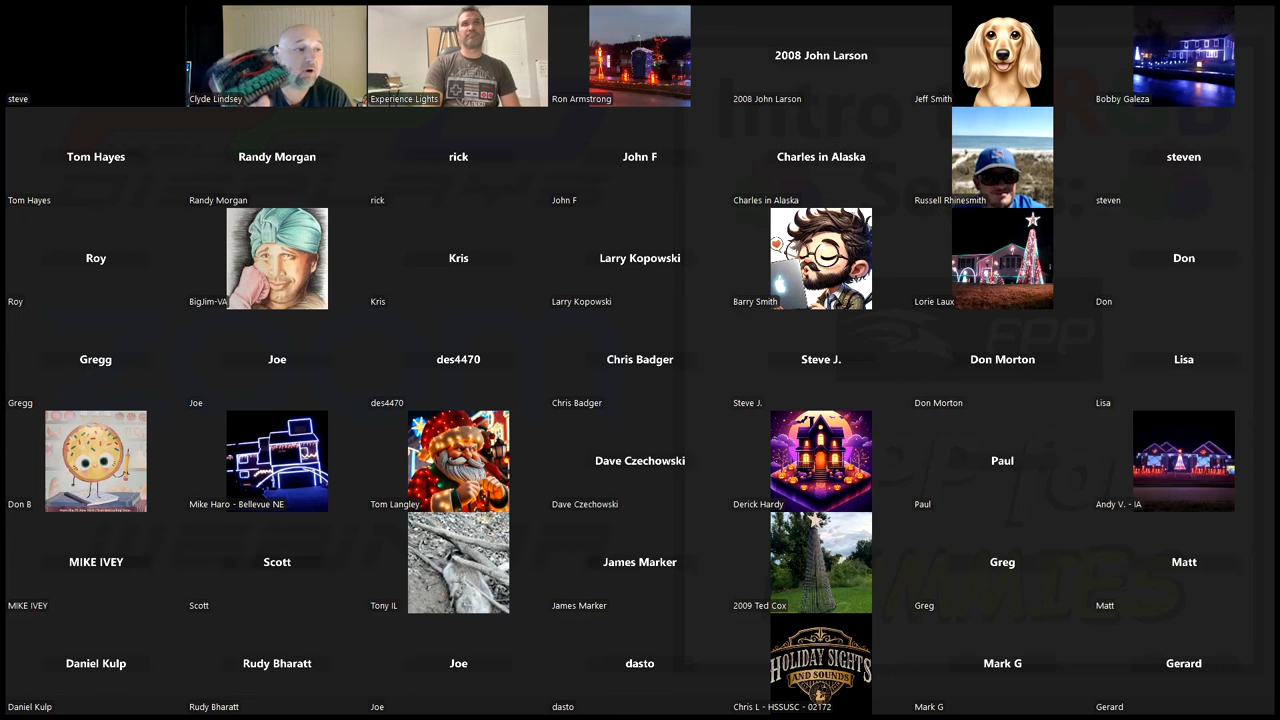 steve
Clyde Lindsey
Experience Lights
Ron Armstrong
2008 John Larson
2008 John Larson
Jeff Smith
Bobby Galeza
Tom Hayes
Tom Hayes
Randy Morgan
Randy Morgan
rick
rick
John F
John F
Charles in Alaska
Charles in Alaska
Russell Rhinesmith
steven
steven
Roy
Roy
BigJim-VA
Kris
Kris
Larry Kopowski
Larry Kopowski
Barry Smith
Lorie Laux
Don
Don
Gregg
Gregg
Joe
Joe
des4470
des4470
Chris Badger
Chris Badger
Steve J.
Steve J.
Don Morton
Don Morton
Lisa
Lisa
Don B
Mike Haro - Bellevue NE
Tom Langley
Dave Czechowski
Dave Czechowski
Derick Hardy
Paul
Paul
Andy V. - IA
MIKE IVEY
MIKE IVEY
Scott
Scott
Tony IL
James Marker
James Marker
2009 Ted Cox
Greg
Greg
Matt
Matt
Daniel Kulp
Daniel Kulp
Rudy Bharatt
Rudy Bharatt
Joe
Joe
dasto
dasto
HOLIDAY SIGHTS
AND SOUNDS
Chris L - HSSUSC - 02172
Mark G
Mark G
Gerard
Gerard